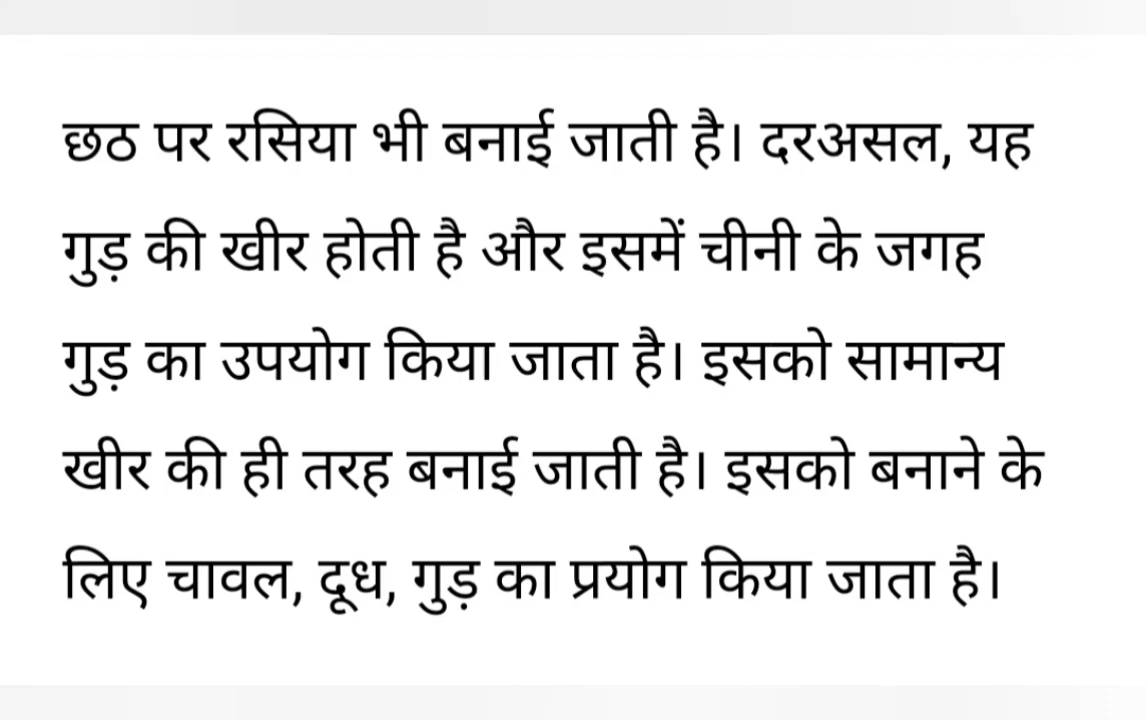 छठ पर रसिया भी बनाई जाती है। दरअसल, यह
गुड़ की खीर होती है और इसमें चीनी के जगह
गुड़ का उपयोग किया जाता है। इसको सामान्य
खीर की ही तरह बनाई जाती है। इसको बनाने के
लिए चावल, दूध, गुड़ का प्रयोग किया जाता है।